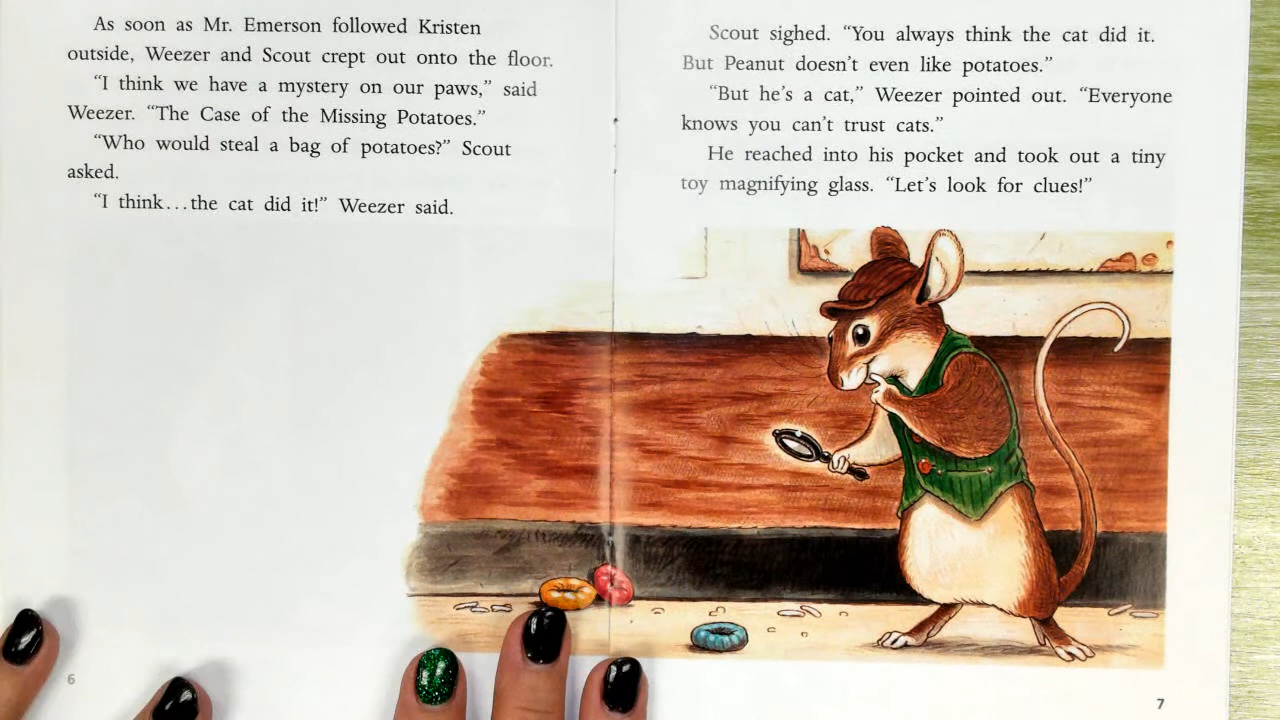 As soon as Mr. Emerson followed Kristen
outside, Weezer and Scout crept out onto the floor.
“I think we have a mystery on our paws,” said
Weezer. “The Case of the Missing Potatoes.”
“Who would steal a bag of potatoes?” Scout
asked.
“I think...the cat did it!” Weezer said.
6
Scout sighed. “You always think the cat did it.
But Peanut doesn’t even like potatoes.”
“But he’s a cat,” Weezer pointed out. “Everyone
knows you can’t trust cats.”
He reached into his pocket and took out a tiny
toy magnifying glass. “Let’s look for clues!”
7